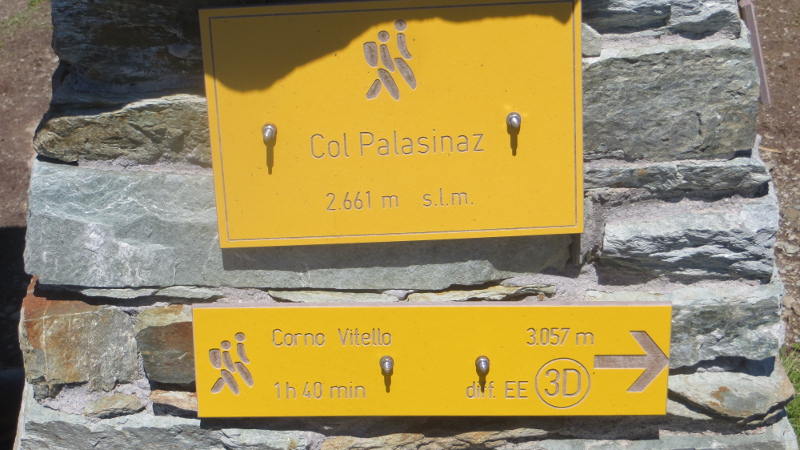 Col Palasinaz
2.661 m s.l.m.
Corno Vitello 3.057 m
1h 40 min diff. EE 3D